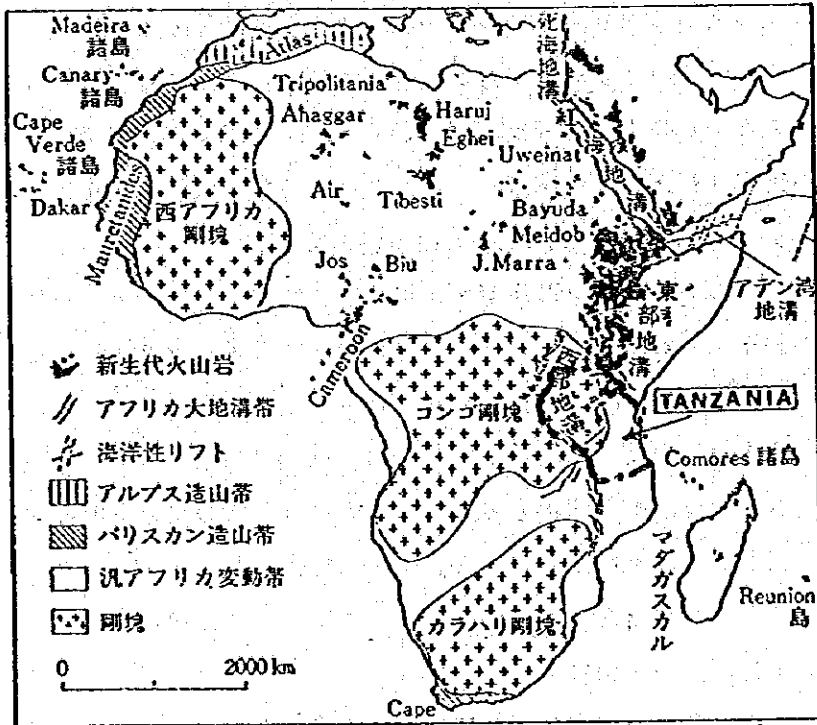 Madeira
諸島
Canary
諸島
Cape
Verde
諸島
Dakar
Atlas
Mauretanidus
西アフリカ
剛塊
Tripolitania
Ahaggar
Haruj
Eghei
Uweinat
Air
Tibesti
Bayuda
Meidob
J.Marra
Jos
Biu
Cameroon
死海地溝
紅海地溝
アデン湾
地溝
東部地溝
西部地溝
コンゴ剛塊
TANZANIA
Comores 諸島
マダガスカル
Reunion
島
カラハリ剛塊
Cape
新生代火山岩
アフリカ大地溝帯
海洋性リフト
アルプス造山帯
バリスカン造山帯
汎アフリカ変動帯
剛塊
0 2000km